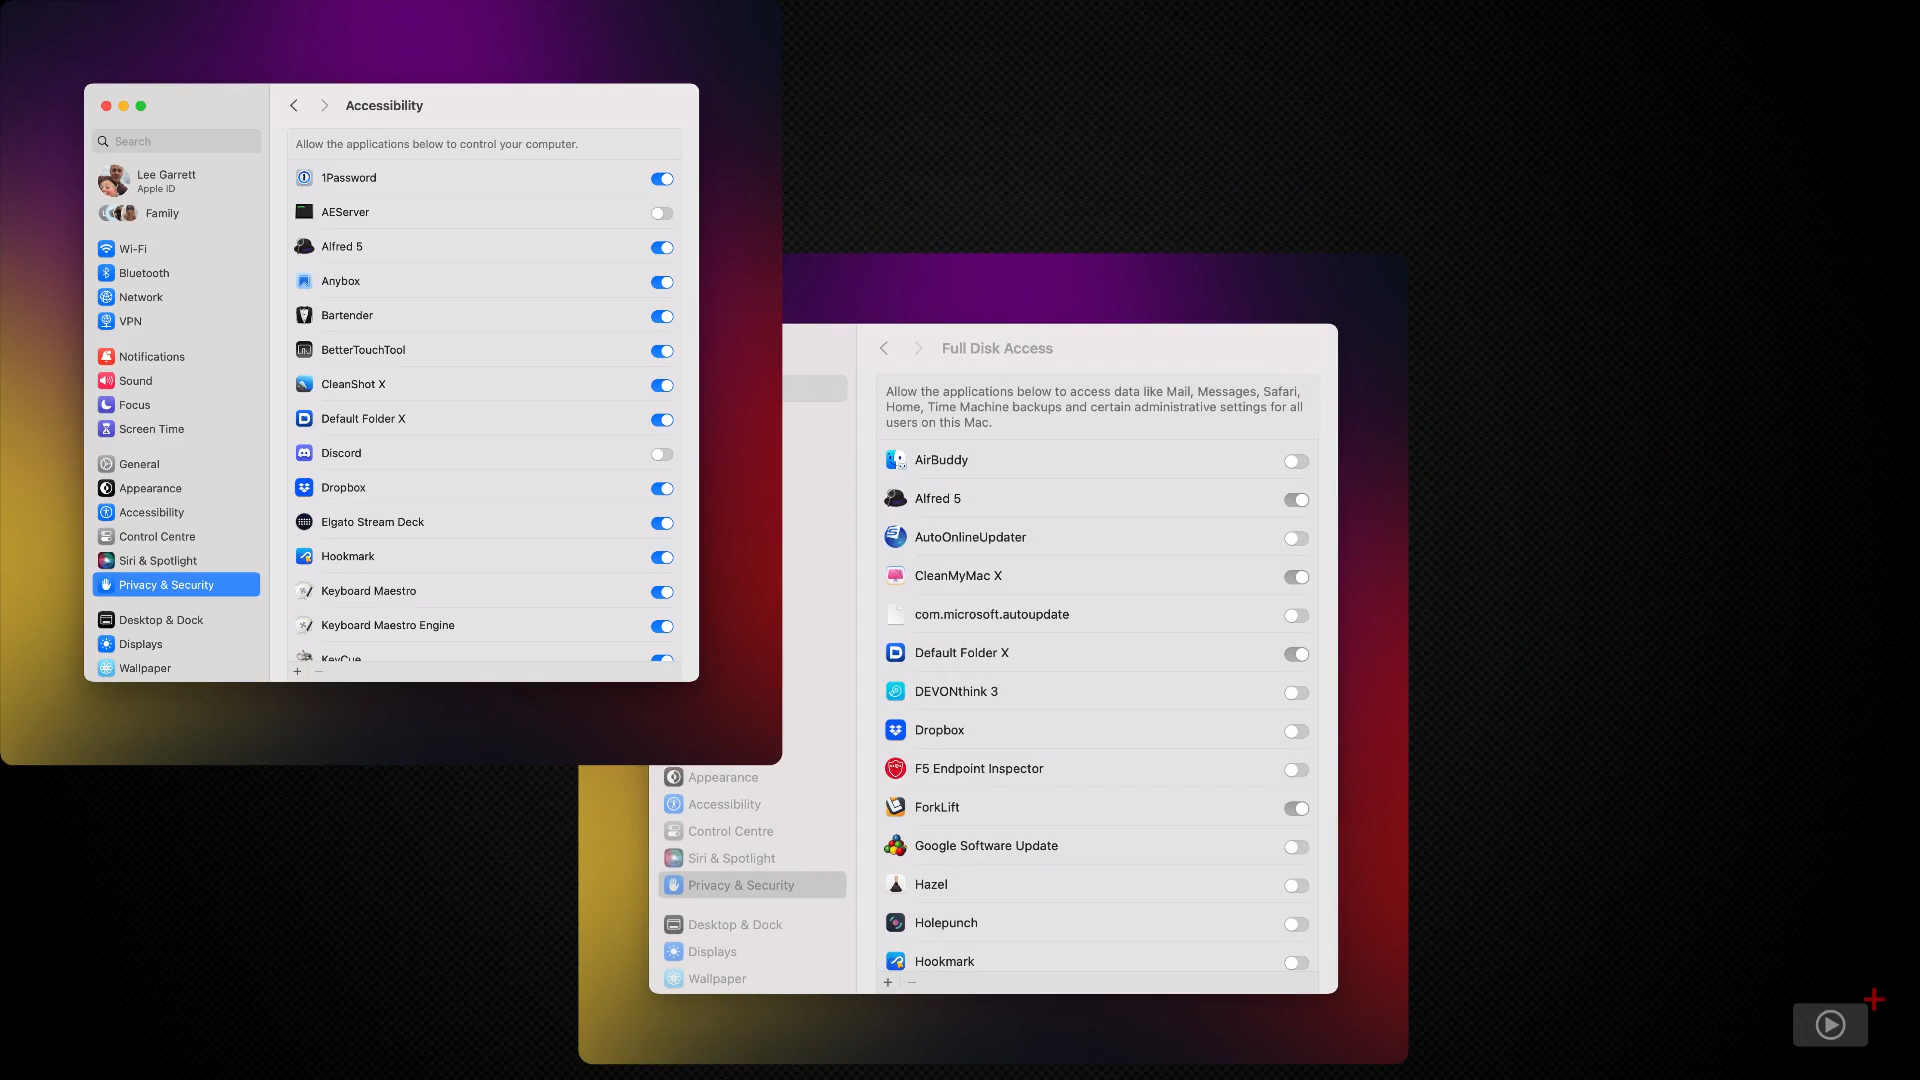 Accessibility
Search
Lee Garrett
Apple ID
Family
Wi-Fi
Bluetooth
Network
VPN
Notifications
Sound
Focus
Screen Time
General
Appearance
Accessibility
Control Centre
Siri & Spotlight
Privacy & Security
Desktop & Dock
Displays
Wallpaper
Allow the applications below to control your computer.
1Password
AEServer
Alfred 5
Anybox
Bartender
BetterTouchTool
CleanShot X
Default Folder X
Discord
Dropbox
Elgato Stream Deck
Hookmark
Keyboard Maestro
Keyboard Maestro Engine
KeyCue
Appearance
Accessibility
Control Centre
Siri & Spotlight
Privacy & Security
Desktop & Dock
Displays
Wallpaper
Full Disk Access
Allow the applications below to access data like Mail, Messages, Safari,
Home, Time Machine backups and certain administrative settings for all
users on this Mac.
AirBuddy
Alfred 5
AutoOnlineUpdater
CleanMyMac X
com.microsoft.autoupdate
Default Folder X
DEVONthink 3
Dropbox
F5 Endpoint Inspector
ForkLift
Google Software Update
Hazel
Holepunch
Hookmark